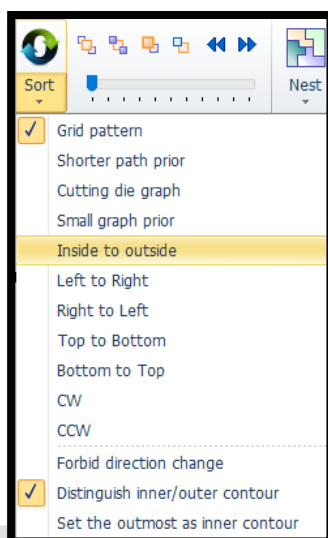 Sort
Nest
Grid pattern
Shorter path prior
Cutting die graph
Small graph prior
Inside to outside
Left to Right
Right to Left
Top to Bottom
Bottom to Top
CW
CCW
Forbid direction change
Distinguish inner/outer contour
Set the outmost as inner contour